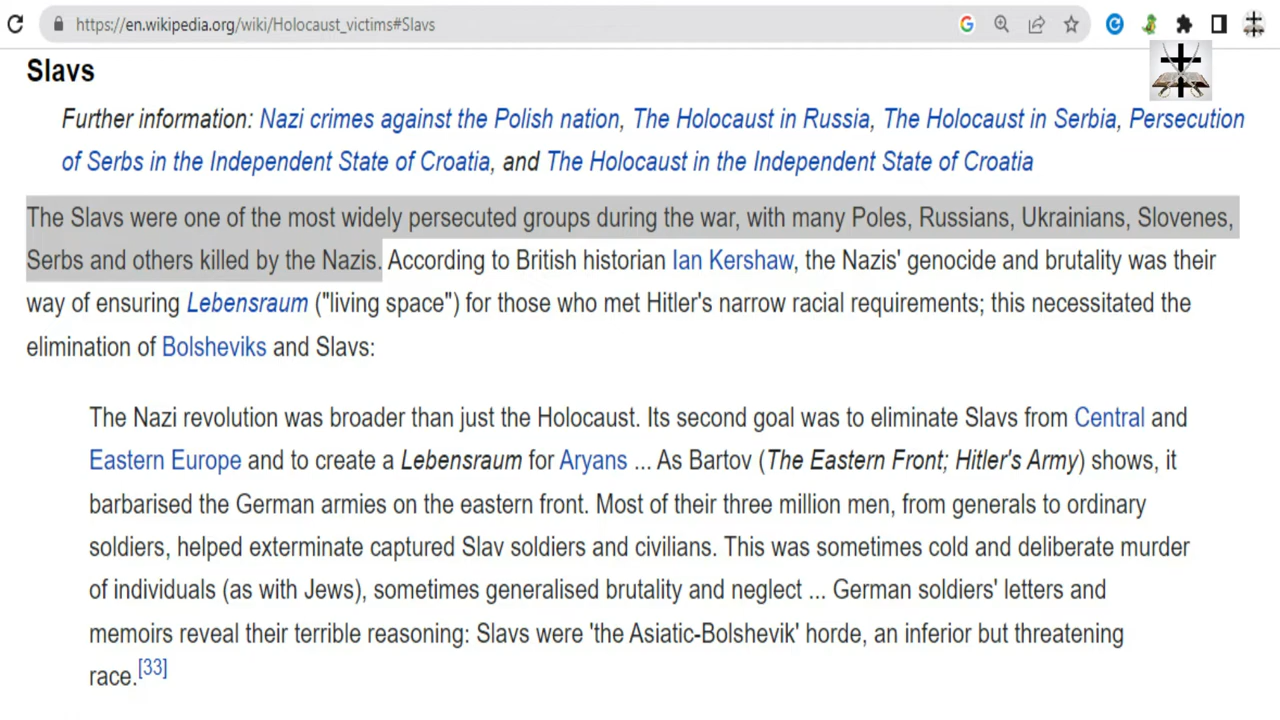 https://en.wikipedia.org/wiki/Holocaust_victims#Slavs
Slavs
Further information: Nazi crimes against the Polish nation, The Holocaust in Russia, The Holocaust in Serbia, Persecution
of Serbs in the Independent State of Croatia, and The Holocaust in the Independent State of Croatia
The Slavs were one of the most widely persecuted groups during the war, with many Poles, Russians, Ukrainians, Slovenes,
Serbs and others killed by the Nazis. According to British historian Ian Kershaw, the Nazis' genocide and brutality was their
way of ensuring Lebensraum ("living space") for those who met Hitler's narrow racial requirements; this necessitated the
elimination of Bolsheviks and Slavs:
The Nazi revolution was broader than just the Holocaust. Its second goal was to eliminate Slavs from Central and
Eastern Europe and to create a Lebensraum for Aryans ... As Bartov (The Eastern Front; Hitler's Army) shows, it
barbarised the German armies on the eastern front. Most of their three million men, from generals to ordinary
soldiers, helped exterminate captured Slav soldiers and civilians. This was sometimes cold and deliberate murder
of individuals (as with Jews), sometimes generalised brutality and neglect ... German soldiers' letters and
memoirs reveal their terrible reasoning: Slavs were 'the Asiatic-Bolshevik' horde, an inferior but threatening
race.[33]